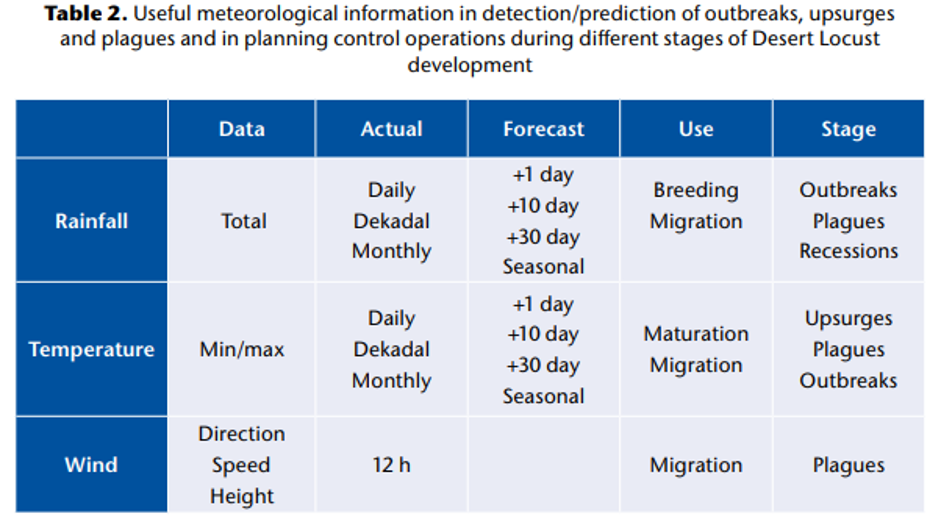 Table 2. Useful meteorological information in detection/prediction of outbreaks, upsurges
and plagues and in planning control operations during different stages of Desert Locust
development
Data Actual Forecast Use Stage
Rainfall
Total
Daily
Dekadal
Monthly
+1 day
+10 day
+30 day
Seasonal
Breeding
Migration
Outbreaks
Plagues
Recessions
Temperature
Min/max
Daily
Dekadal
Monthly
+1 day
+10 day
+30 day
Seasonal
Maturation
Migration
Upsurges
Plagues
Outbreaks
Wind
Direction
Speed
Height
12 h
Migration
Plagues